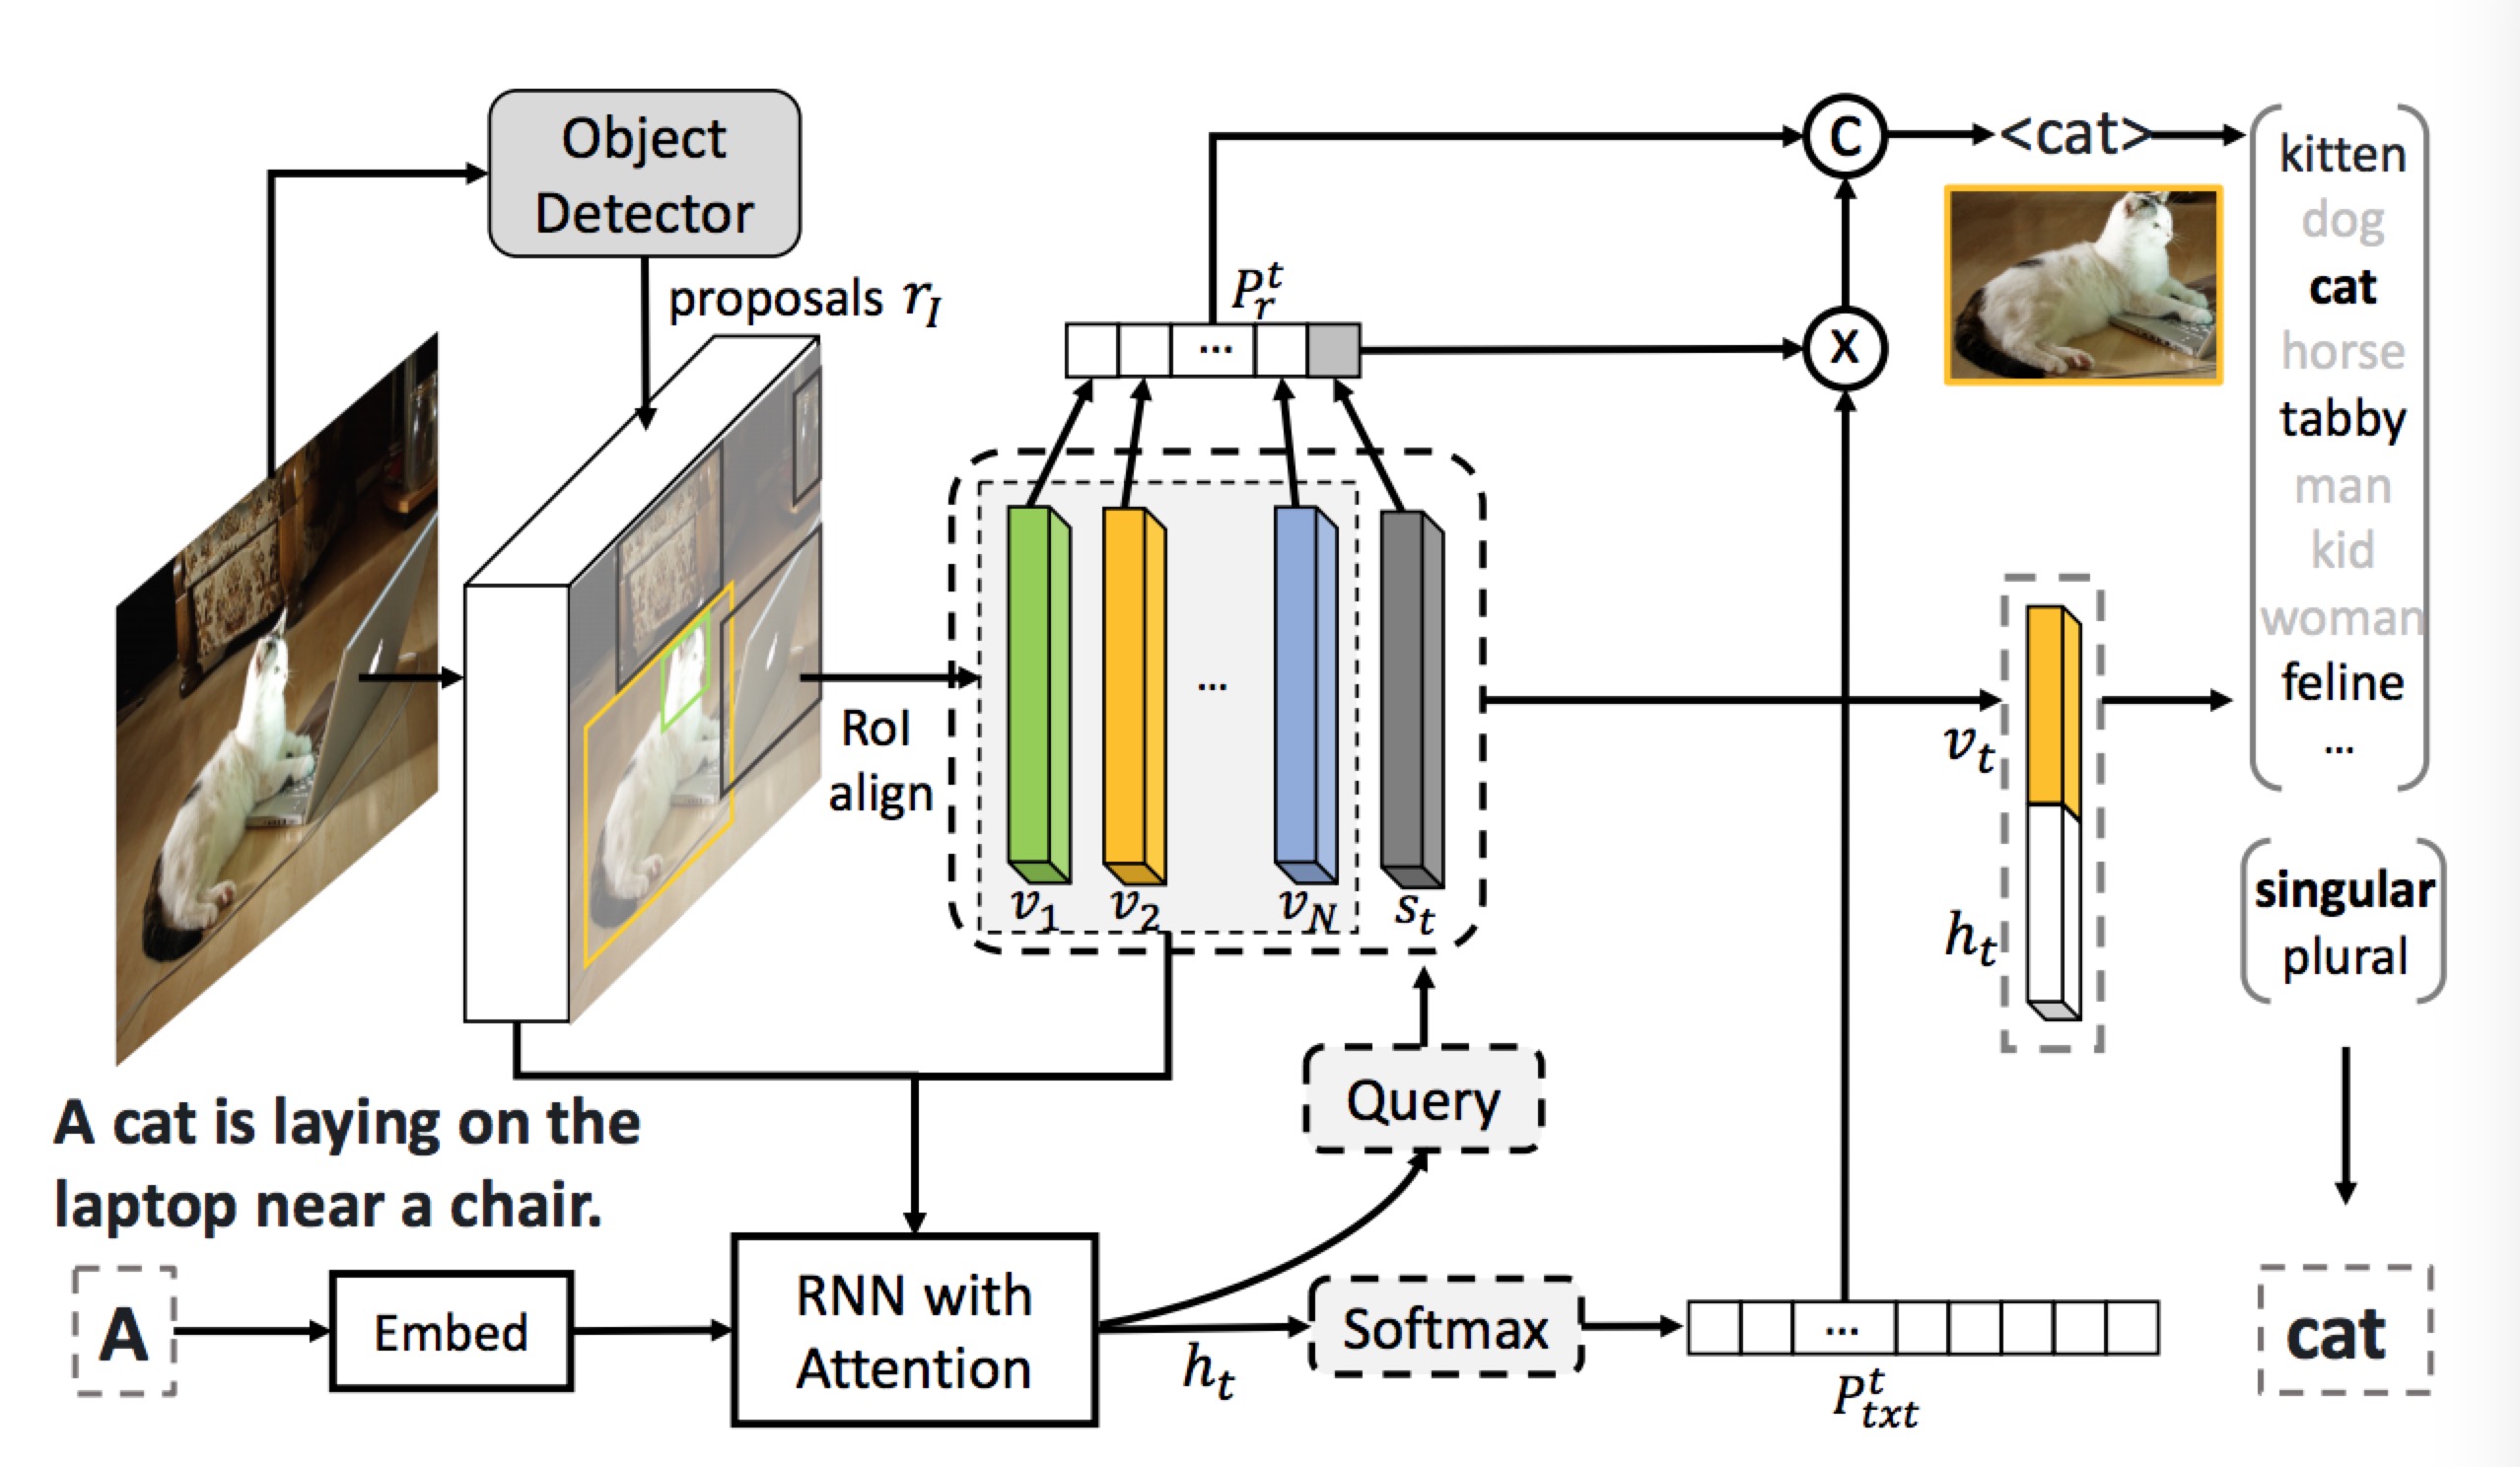 Object
Detector
proposals r_I
P_r^t
...
C
X
<cat>
kitten
dog
cat
horse
tabby
man
kid
woman
feline
...
RoI
align
...
v_1
v_2
v_N
s_t
v_t
h_t
singular
plural
Query
A cat is laying on the
laptop near a chair.
A
Embed
RNN with
Attention
h_t
Softmax
...
P_txt^t
cat